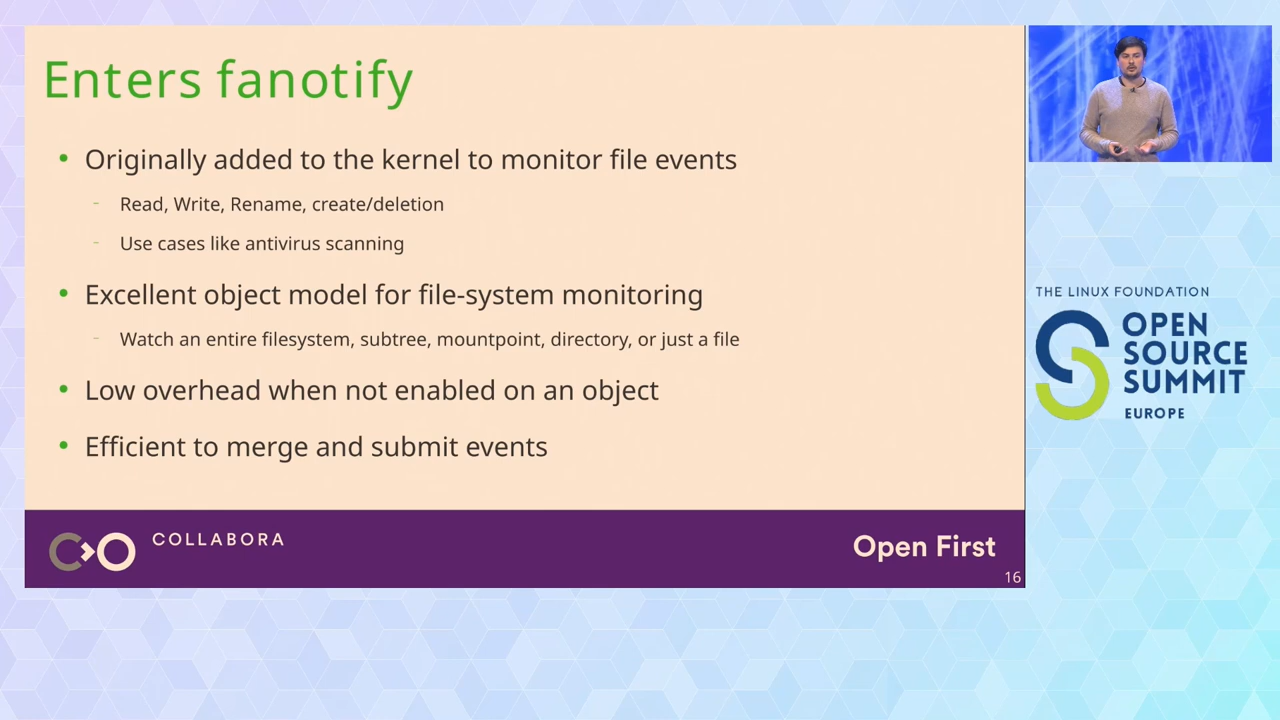 Enters fanotify
• Originally added to the kernel to monitor file events
– Read, Write, Rename, create/deletion
– Use cases like antivirus scanning
• Excellent object model for file-system monitoring
– Watch an entire filesystem, subtree, mountpoint, directory, or just a file
• Low overhead when not enabled on an object
• Efficient to merge and submit events
COLLABORA
Open First
16
THE LINUX FOUNDATION
OPEN
SOURCE
SUMMIT
EUROPE